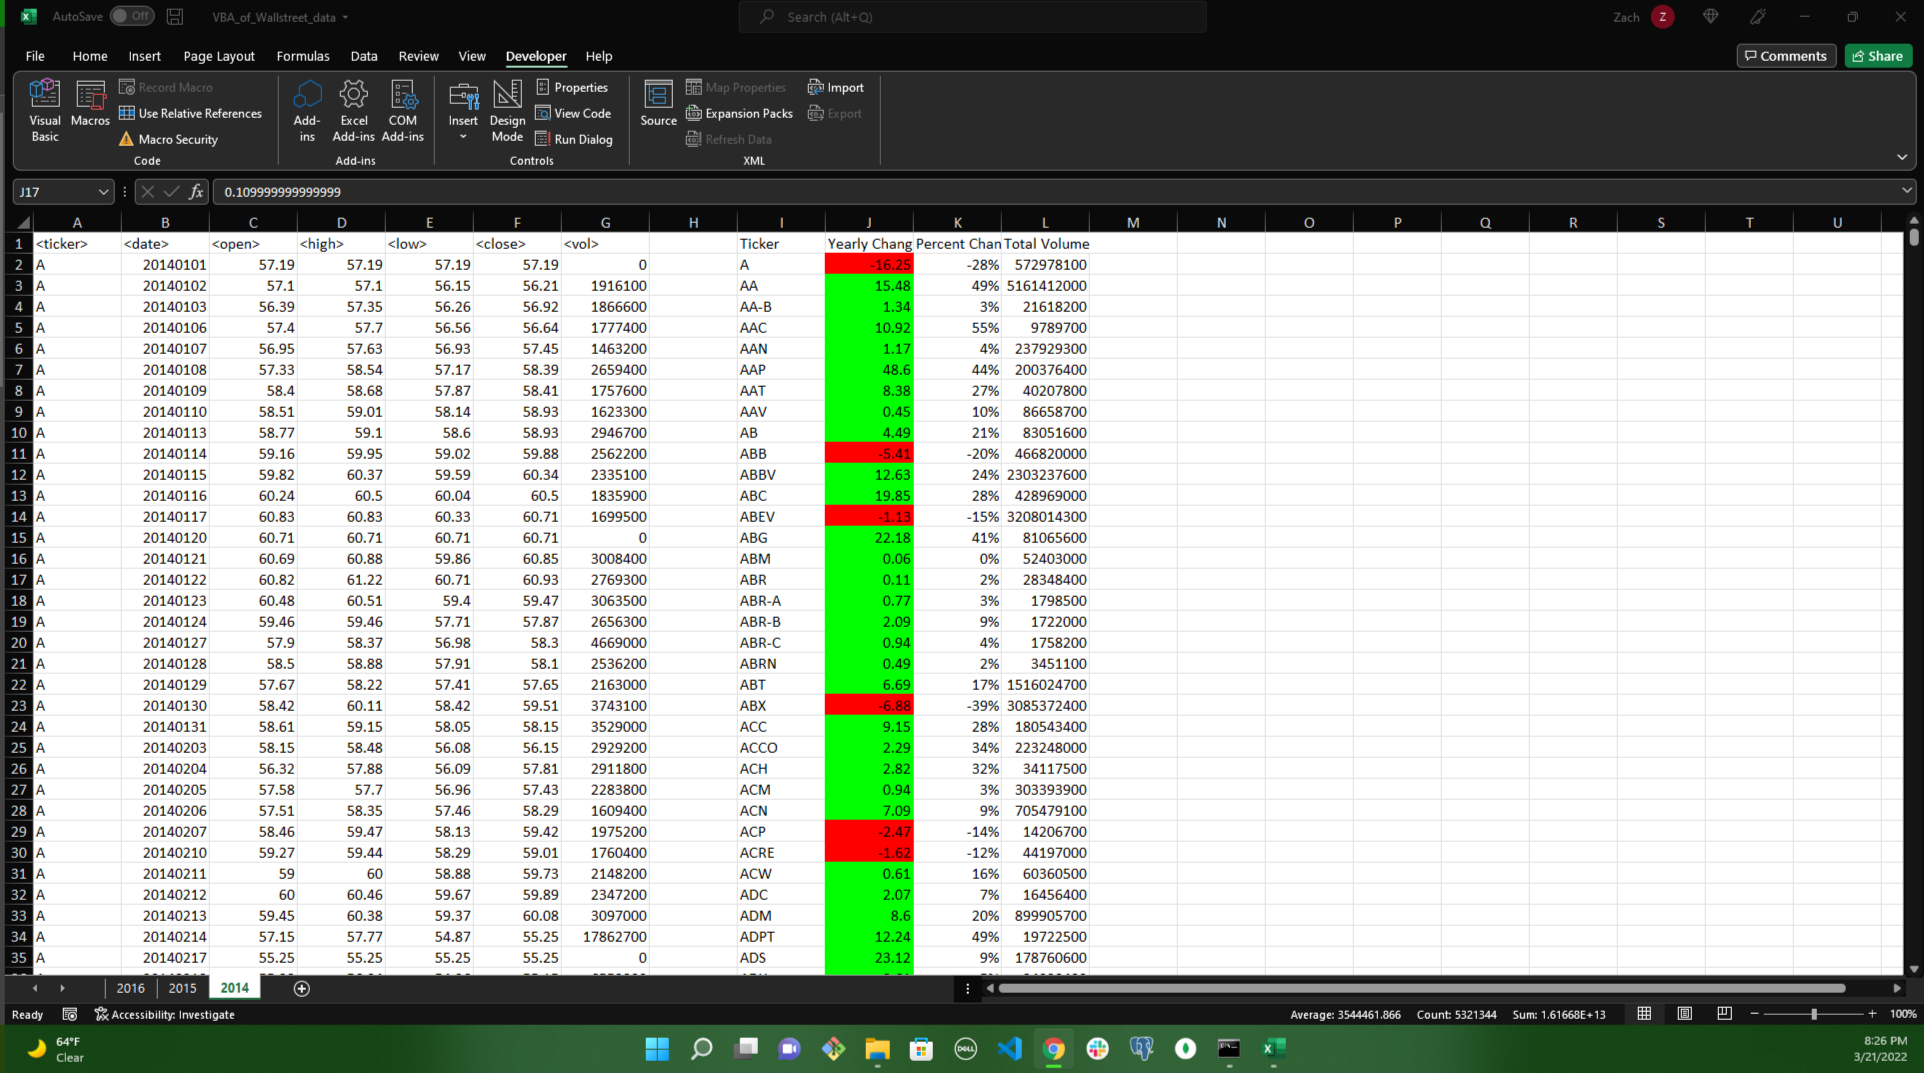 AutoSave Off VBA_of_Wallstreet_data Search (Alt+Q) Zach Z
File Home Insert Page Layout Formulas Data Review View Developer Help Comments Share
Visual Basic Macros Record Macro Use Relative References Macro Security Code
Add-ins Excel Add-ins COM Add-ins Add-ins
Insert Design Mode Properties View Code Run Dialog Controls
Source Map Properties Expansion Packs Refresh Data Import Export XML
J17 fx 0.109999999999999
A B C D E F G H I J K L M N O P Q R S T U
1 <ticker> <date> <open> <high> <low> <close> <vol> Ticker Yearly Chang Percent Chan Total Volume
2 A 20140101 57.19 57.19 57.19 57.19 0 A -16.25 -28% 572978100
3 A 20140102 57.1 57.1 56.15 56.21 1916100 AA 15.48 49% 5161412000
4 A 20140103 56.39 57.35 56.26 56.92 1866600 AA-B 1.34 3% 21618200
5 A 20140106 57.4 57.7 56.56 56.64 1777400 AAC 10.92 55% 9789700
6 A 20140107 56.95 57.63 56.93 57.45 1463200 AAN 1.17 4% 237929300
7 A 20140108 57.33 58.54 57.17 58.39 2659400 AAP 48.6 44% 200376400
8 A 20140109 58.4 58.68 57.87 58.41 1757600 AAT 8.38 27% 40207800
9 A 20140110 58.51 59.01 58.14 58.93 1623300 AAV 0.45 10% 86658700
10 A 20140113 58.77 59.1 58.6 58.93 2946700 AB 4.49 21% 83051600
11 A 20140114 59.16 59.95 59.02 59.88 2562200 ABB -5.41 -20% 466820000
12 A 20140115 59.82 60.37 59.59 60.34 2335100 ABBV 12.63 24% 2303237600
13 A 20140116 60.24 60.5 60.04 60.5 1835900 ABC 19.85 28% 428969000
14 A 20140117 60.83 60.83 60.33 60.71 1699500 ABEV -1.13 -15% 3208014300
15 A 20140120 60.71 60.71 60.71 60.71 0 ABG 22.18 41% 81065600
16 A 20140121 60.69 60.88 59.86 60.85 3008400 ABM 0.06 0% 52403000
17 A 20140122 60.82 61.22 60.71 60.93 2769300 ABR 0.11 2% 28348400
18 A 20140123 60.48 60.51 59.4 59.47 3063500 ABR-A 0.77 3% 1798500
19 A 20140124 59.46 59.46 57.71 57.87 2656300 ABR-B 2.09 9% 1722000
20 A 20140127 57.9 58.37 56.98 58.3 4669000 ABR-C 0.94 4% 1758200
21 A 20140128 58.5 58.88 57.91 58.1 2536200 ABRN 0.49 2% 3451100
22 A 20140129 57.67 58.22 57.41 57.65 2163000 ABT 6.69 17% 1516024700
23 A 20140130 58.42 60.11 58.42 59.51 3743100 ABX -6.88 -39% 3085372400
24 A 20140131 58.61 59.15 58.05 58.15 3529000 ACC 9.15 28% 180543400
25 A 20140203 58.15 58.48 56.08 56.15 2929200 ACCO 2.29 34% 223248000
26 A 20140204 56.32 57.88 56.09 57.81 2911800 ACH 2.82 32% 34117500
27 A 20140205 57.58 57.7 56.96 57.43 2283800 ACM 0.94 3% 303393900
28 A 20140206 57.51 58.35 57.46 58.29 1609400 ACN 7.09 9% 705479100
29 A 20140207 58.46 59.47 58.13 59.42 1975200 ACP -2.47 -14% 14206700
30 A 20140210 59.27 59.44 58.29 59.01 1760400 ACRE -1.62 -12% 44197000
31 A 20140211 59 60 58.88 59.73 2148200 ACW 0.61 16% 60360500
32 A 20140212 60 60.46 59.67 59.89 2347200 ADC 2.07 7% 16456400
33 A 20140213 59.45 60.38 59.37 60.08 3097000 ADM 8.6 20% 899905700
34 A 20140214 57.15 57.77 54.87 55.25 17862700 ADPT 12.24 49% 19722500
35 A 20140217 55.25 55.25 55.25 55.25 0 ADS 23.12 9% 178760600
2016 2015 2014
Ready Accessibility: Investigate Average: 3544461.866 Count: 5321344 Sum: 1.61668E+13 100%
64°F
Clear
DELL
8:26 PM
3/21/2022